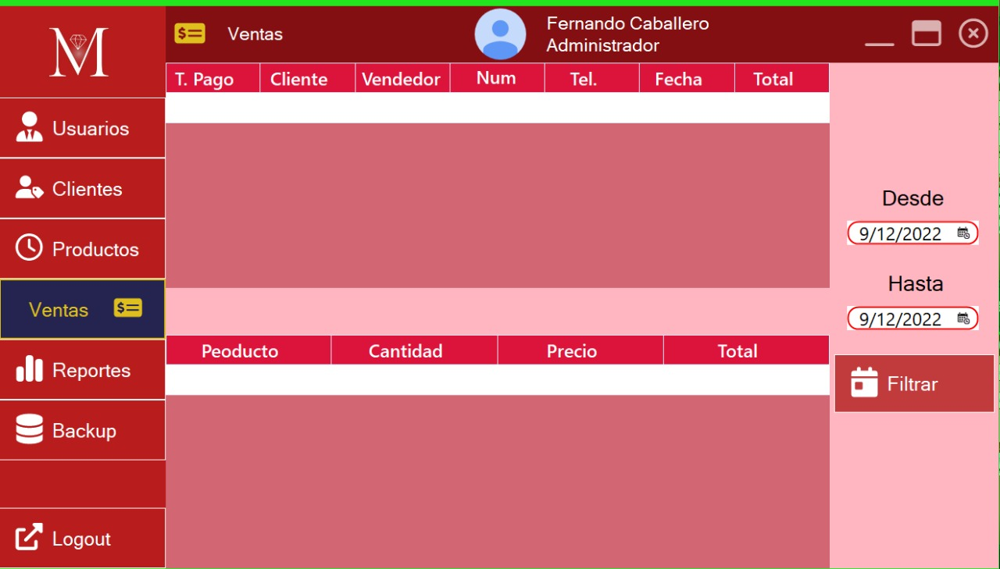 M
Ventas
Fernando Caballero
Administrador
T. Pago Cliente Vendedor Num Tel. Fecha Total
Usuarios
Clientes
Productos
Ventas
Reportes
Backup
Logout
Desde
9/12/2022
Hasta
9/12/2022
Filtrar
Peoducto Cantidad Precio Total